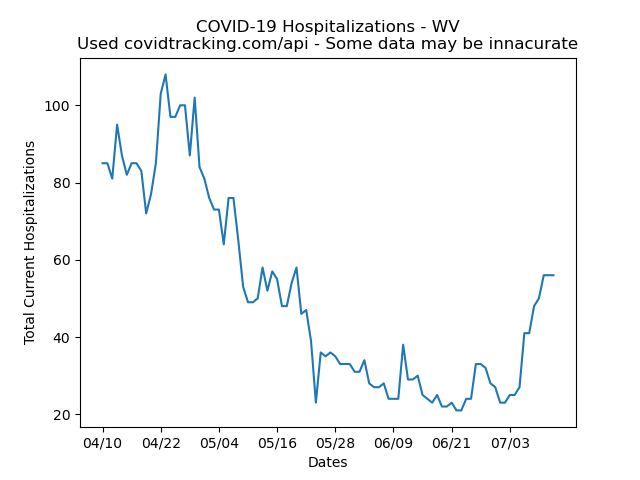 COVID-19 Hospitalizations - WV
Used covidtracking.com/api - Some data may be innacurate
Total Current Hospitalizations
100
80
60
40
20
04/10 04/22 05/04 05/16 05/28 06/09 06/21 07/03
Dates